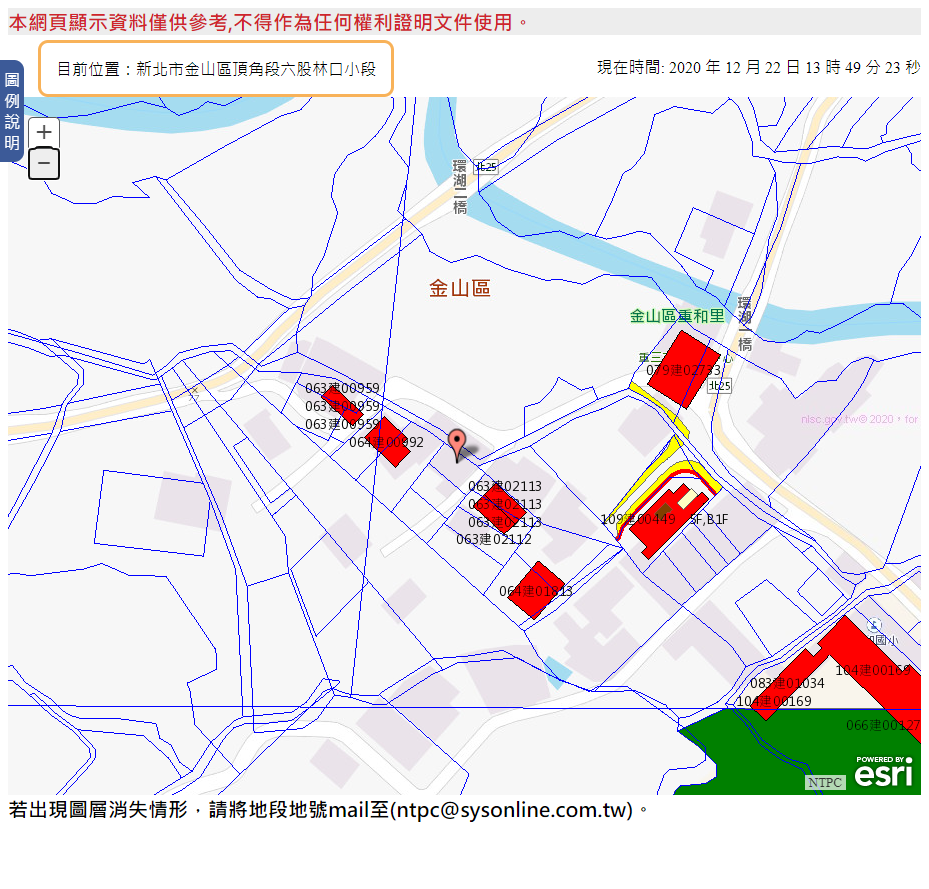 本網頁顯示資料僅供參考,不得作為任何權利證明文件使用。
目前位置：新北市金山區頂角段六股林口小段
現在時間: 2020 年 12 月 22 日 13 時 49 分 23 秒
圖例說明
+
−
環湖二橋
北25
金山區
金山區重和里
環湖一橋
重三
心
079建02733
北25
063建00959
063建00959
063建00959
064建00992
nlsc.gov.tw© 2020，for
063建02113
063建02113
063建02113
063建02112
109建00449
3F,B1F
064建01813
和國小
104建00169
083建01034
104建00169
066建00127
POWERED BY
esri
NTPC
若出現圖層消失情形，請將地段地號mail至(ntpc@sysonline.com.tw)。